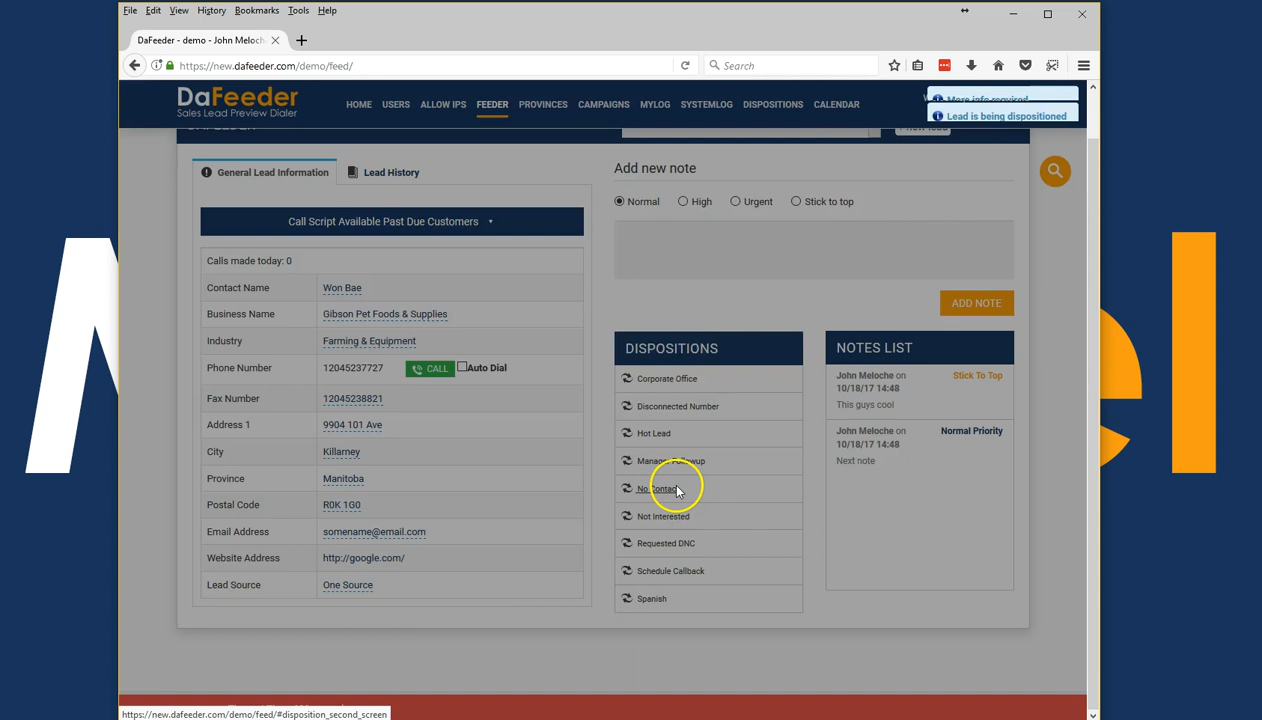 File Edit View History Bookmarks Tools Help
DaFeeder - demo - John Meloch
https://new.dafeeder.com/demo/feed/
Search
DaFeeder
Sales Lead Preview Dialer
HOME USERS ALLOW IPS FEEDER PROVINCES CAMPAIGNS MYLOG SYSTEMLOG DISPOSITIONS CALENDAR
More info required
Lead is being dispositioned
General Lead Information
Lead History
Call Script Available Past Due Customers
Calls made today: 0
Contact Name Won Bae
Business Name Gibson Pet Foods & Supplies
Industry Farming & Equipment
Phone Number 12045237727 CALL Auto Dial
Fax Number 12045238821
Address 1 9904 101 Ave
City Killarney
Province Manitoba
Postal Code R0K 1G0
Email Address somename@email.com
Website Address http://google.com/
Lead Source One Source
Add new note
Normal High Urgent Stick to top
ADD NOTE
DISPOSITIONS
Corporate Office
Disconnected Number
Hot Lead
Manager Followup
No Contact
Not Interested
Requested DNC
Schedule Callback
Spanish
NOTES LIST
John Meloche on Stick To Top
10/18/17 14:48
This guys cool
John Meloche on Normal Priority
10/18/17 14:48
Next note
https://new.dafeeder.com/demo/feed/#disposition_second_screen